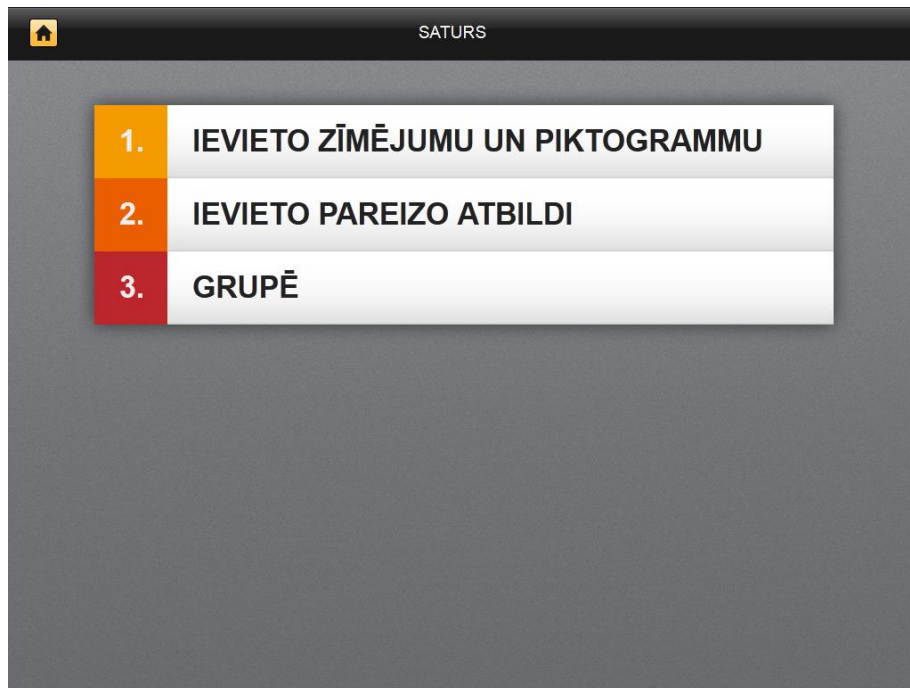 SATURS
1. IEVIETO ZĪMĒJUMU UN PIKTOGRAMMU
2. IEVIETO PAREIZO ATBILDI
3. GRUPĒ